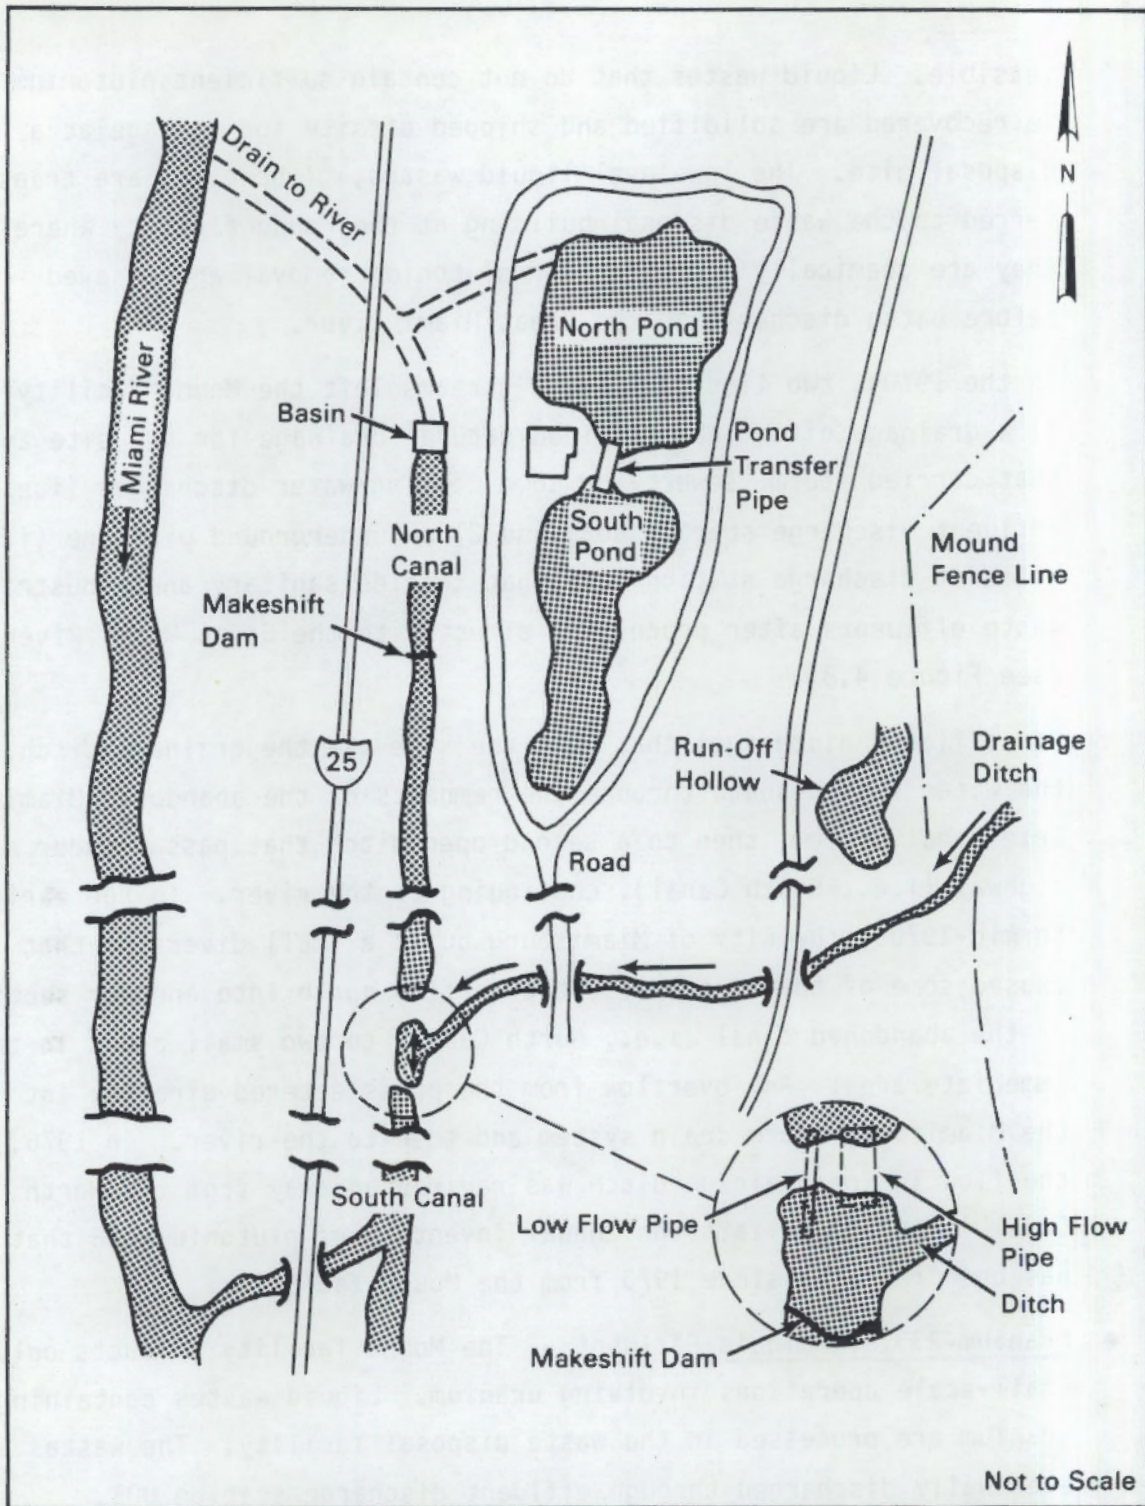 N
Drain to River
Miami River
North Pond
Basin
Pond
Transfer
Pipe
South
Pond
North
Canal
Mound
Fence Line
Makeshift
Dam
25
Run-Off
Hollow
Drainage
Ditch
Road
South Canal
Low Flow Pipe
High Flow
Pipe
Ditch
Makeshift Dam
Not to Scale